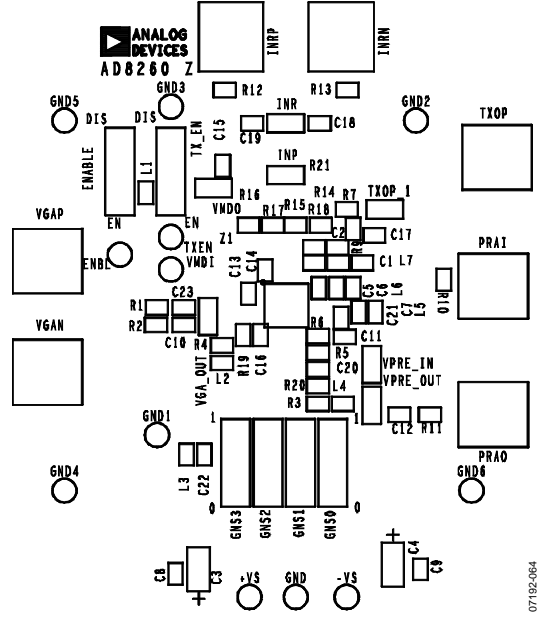 ANALOG
DEVICES
AD8260 Z
INRP
INRN
R12
R13
GND5
GND3
GND2
TXOP
DIS
DIS
C15
TX_EN
C19
INR
C18
ENABLE
L1
INP
R21
VMDO
R16
R14
R7
TXOP_1
VGAP
EN
EN
Z1
R17
R15
R18
C2
R9
C17
TXEN
VMDI
ENBL
C13
C14
C1
L7
PRAI
R1
C23
C5
C6
L6
C7
L5
R10
R2
C10
C21
VGAN
R4
R19
C16
R6
R5
C11
VGA_OUT
L2
C20
VPRE_IN
R20
L4
VPRE_OUT
R3
GND1
1
1
C12
R11
PRAO
GND4
L3
C22
GND6
0
GNS3
GNS2
GNS1
GNS0
0
C8
C3
+
+VS
GND
-VS
+
C4
C9
07192-064